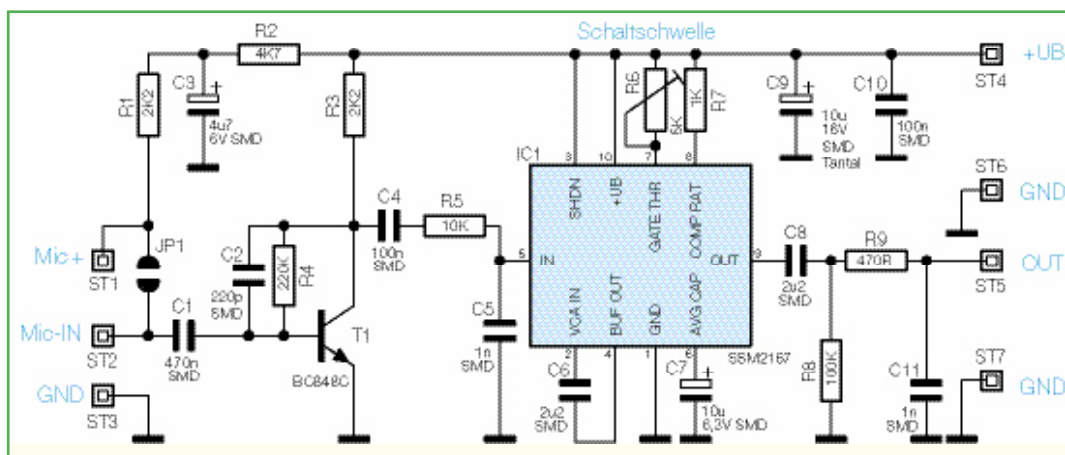 Schaltschwelle
R2
4K7
+UB
ST4
R1
2K2
C3
+
4u7
6V SMD
R3
2K2
R6
5K
1K
R7
C9
+
10u
16V
SMD
Tantal
C10
100n
SMD
IC1
3
10
7
8
SHDN
+UB
GATE THR
COMP RAT
ST6
GND
C4
100n
SMD
R5
10K
5
IN
OUT
9
C8
2u2
SMD
R9
470R
OUT
ST5
Mic+
ST1
JP1
C2
220p
SMD
220K
R4
Mic-IN
ST2
C1
470n
SMD
T1
BC848C
C5
1n
SMD
VCA IN
BUF OUT
GND
AVG CAP
2
4
1
6
SSM2167
C6
2u2
SMD
C7
+
10u
6,3V SMD
R8
100K
C11
1n
SMD
ST7
GND
GND
ST3